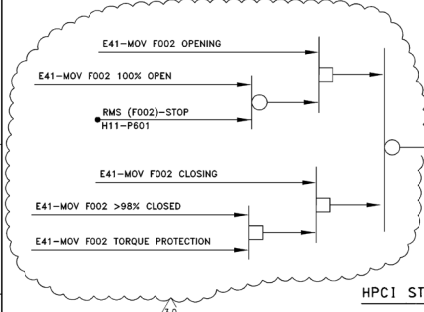 E41-MOV F002 OPENING
E41-MOV F002 100% OPEN
RMS (F002)-STOP
H11-P601
E41-MOV F002 CLOSING
E41-MOV F002 >98% CLOSED
E41-MOV F002 TORQUE PROTECTION
HPCI ST